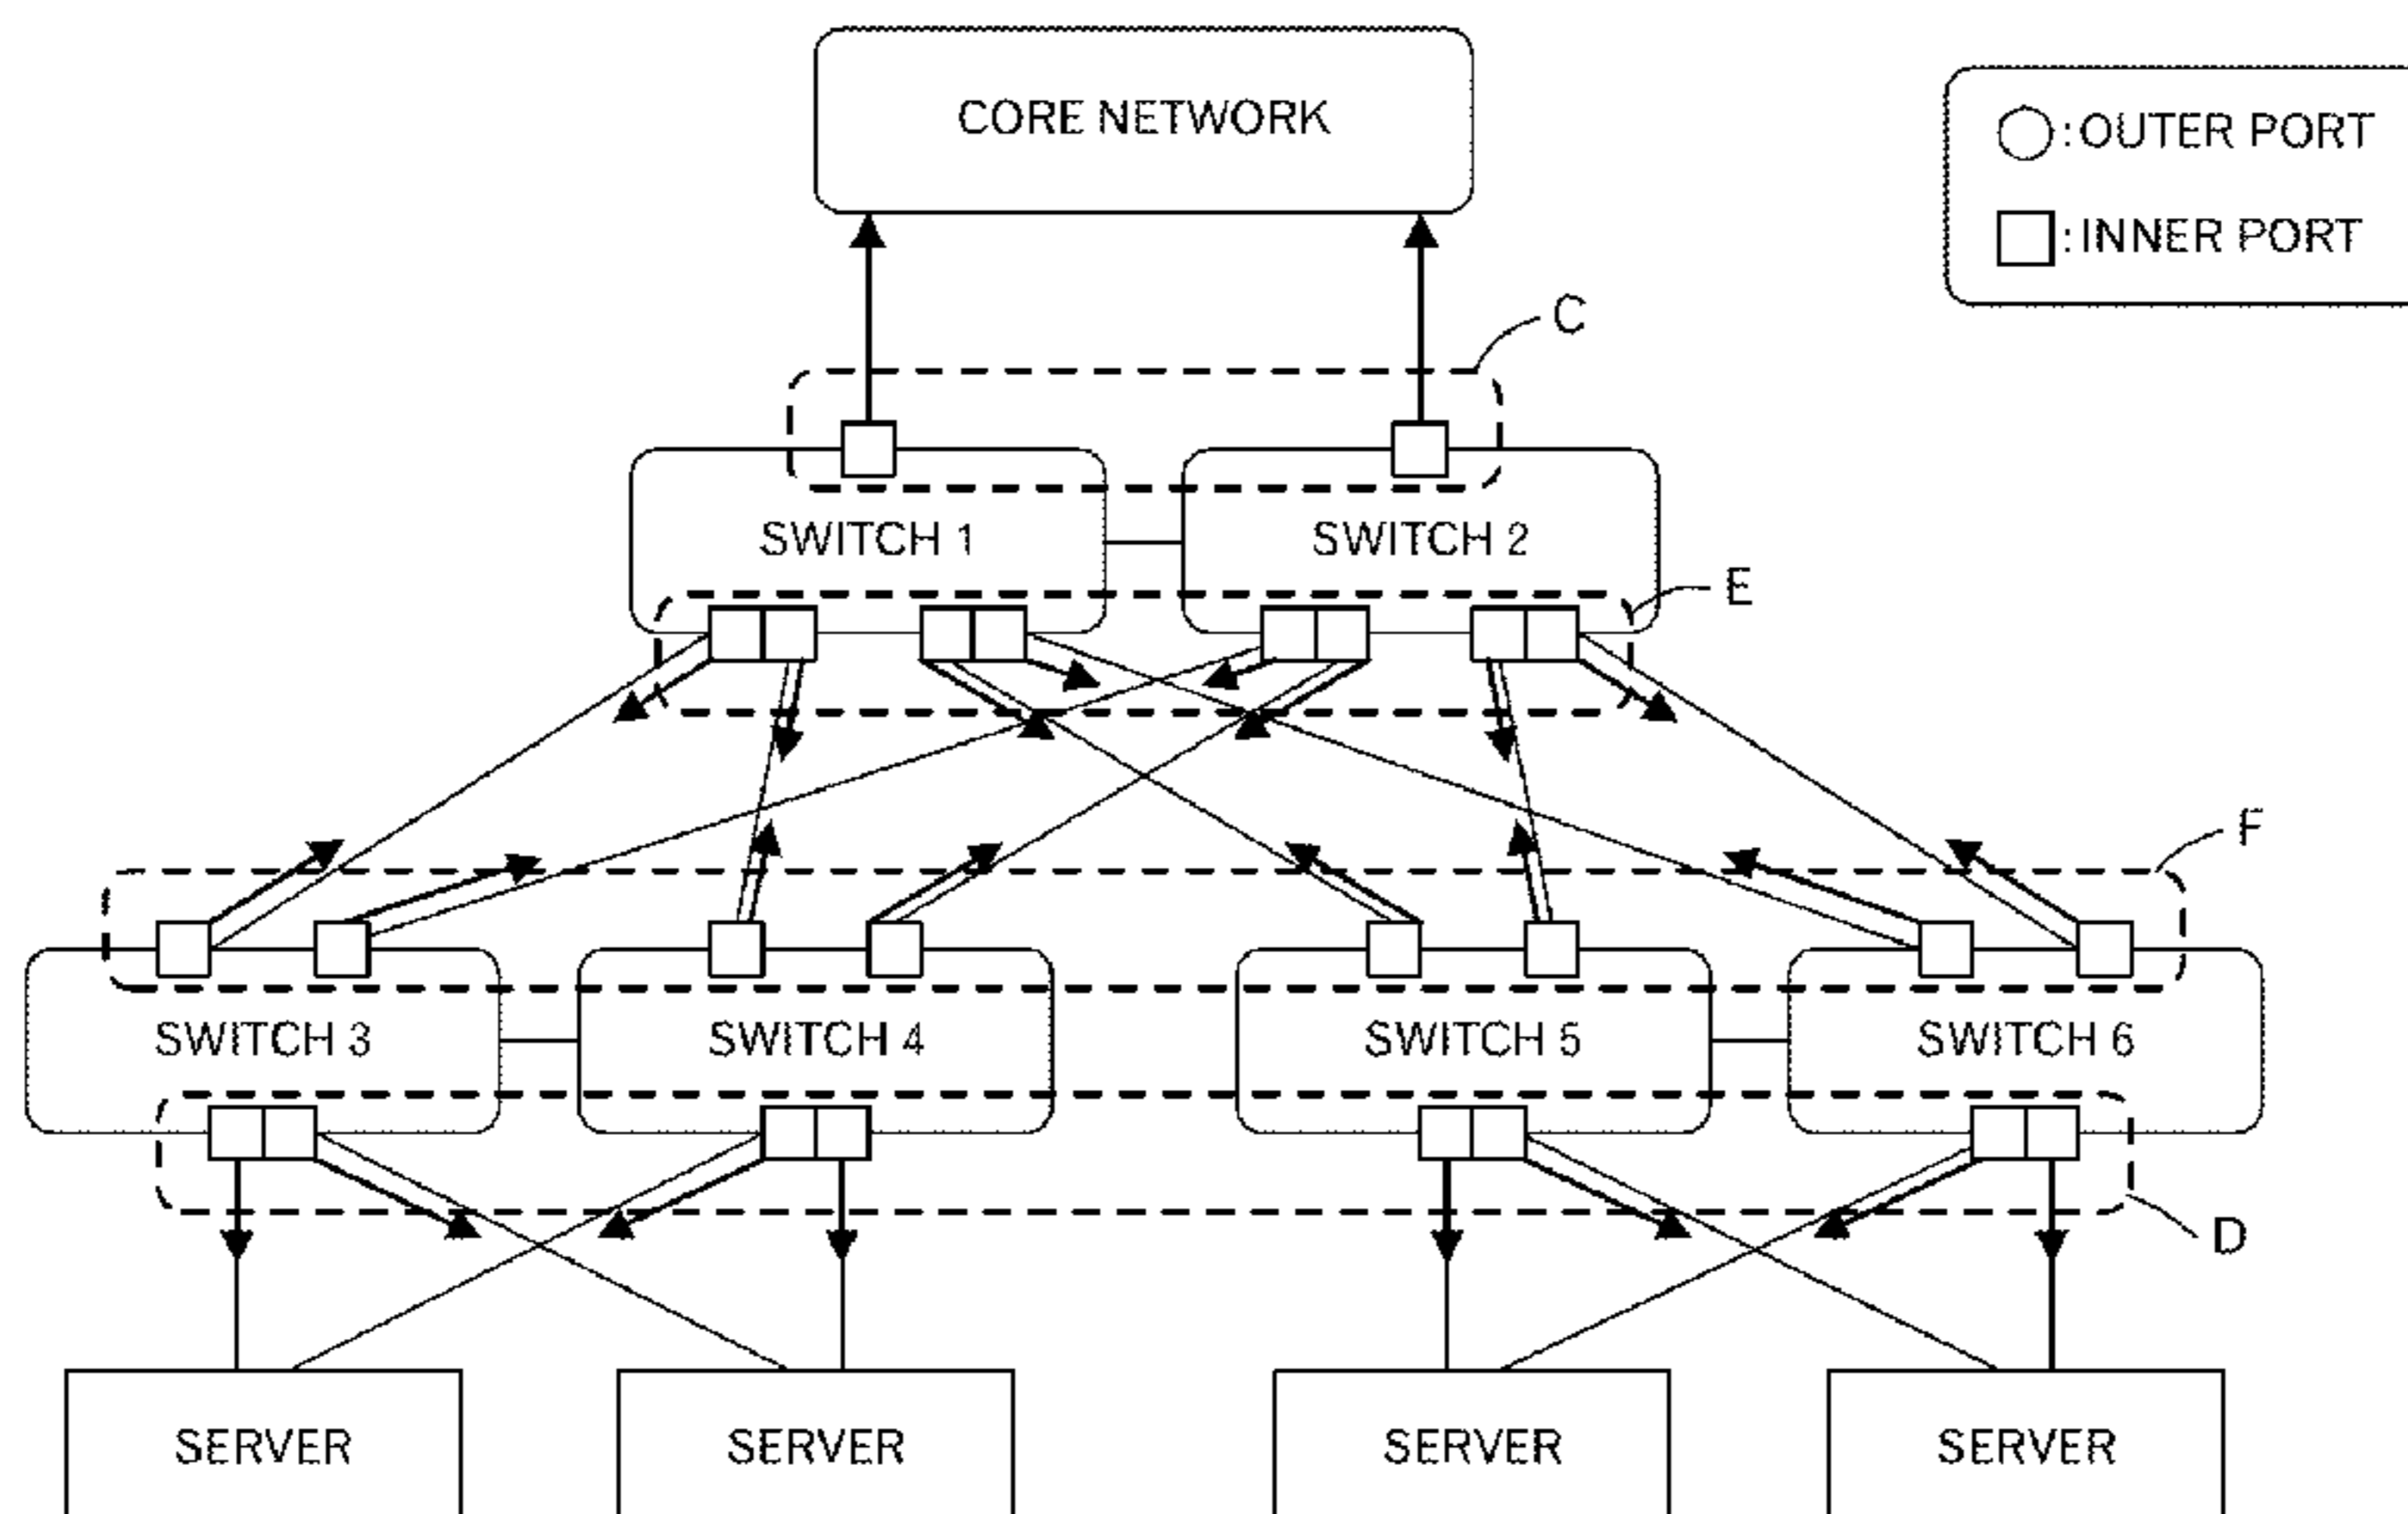 CORE NETWORK
:OUTER PORT
:INNER PORT
C
SWITCH 1
SWITCH 2
E
F
SWITCH 3
SWITCH 4
SWITCH 5
SWITCH 6
D
SERVER
SERVER
SERVER
SERVER